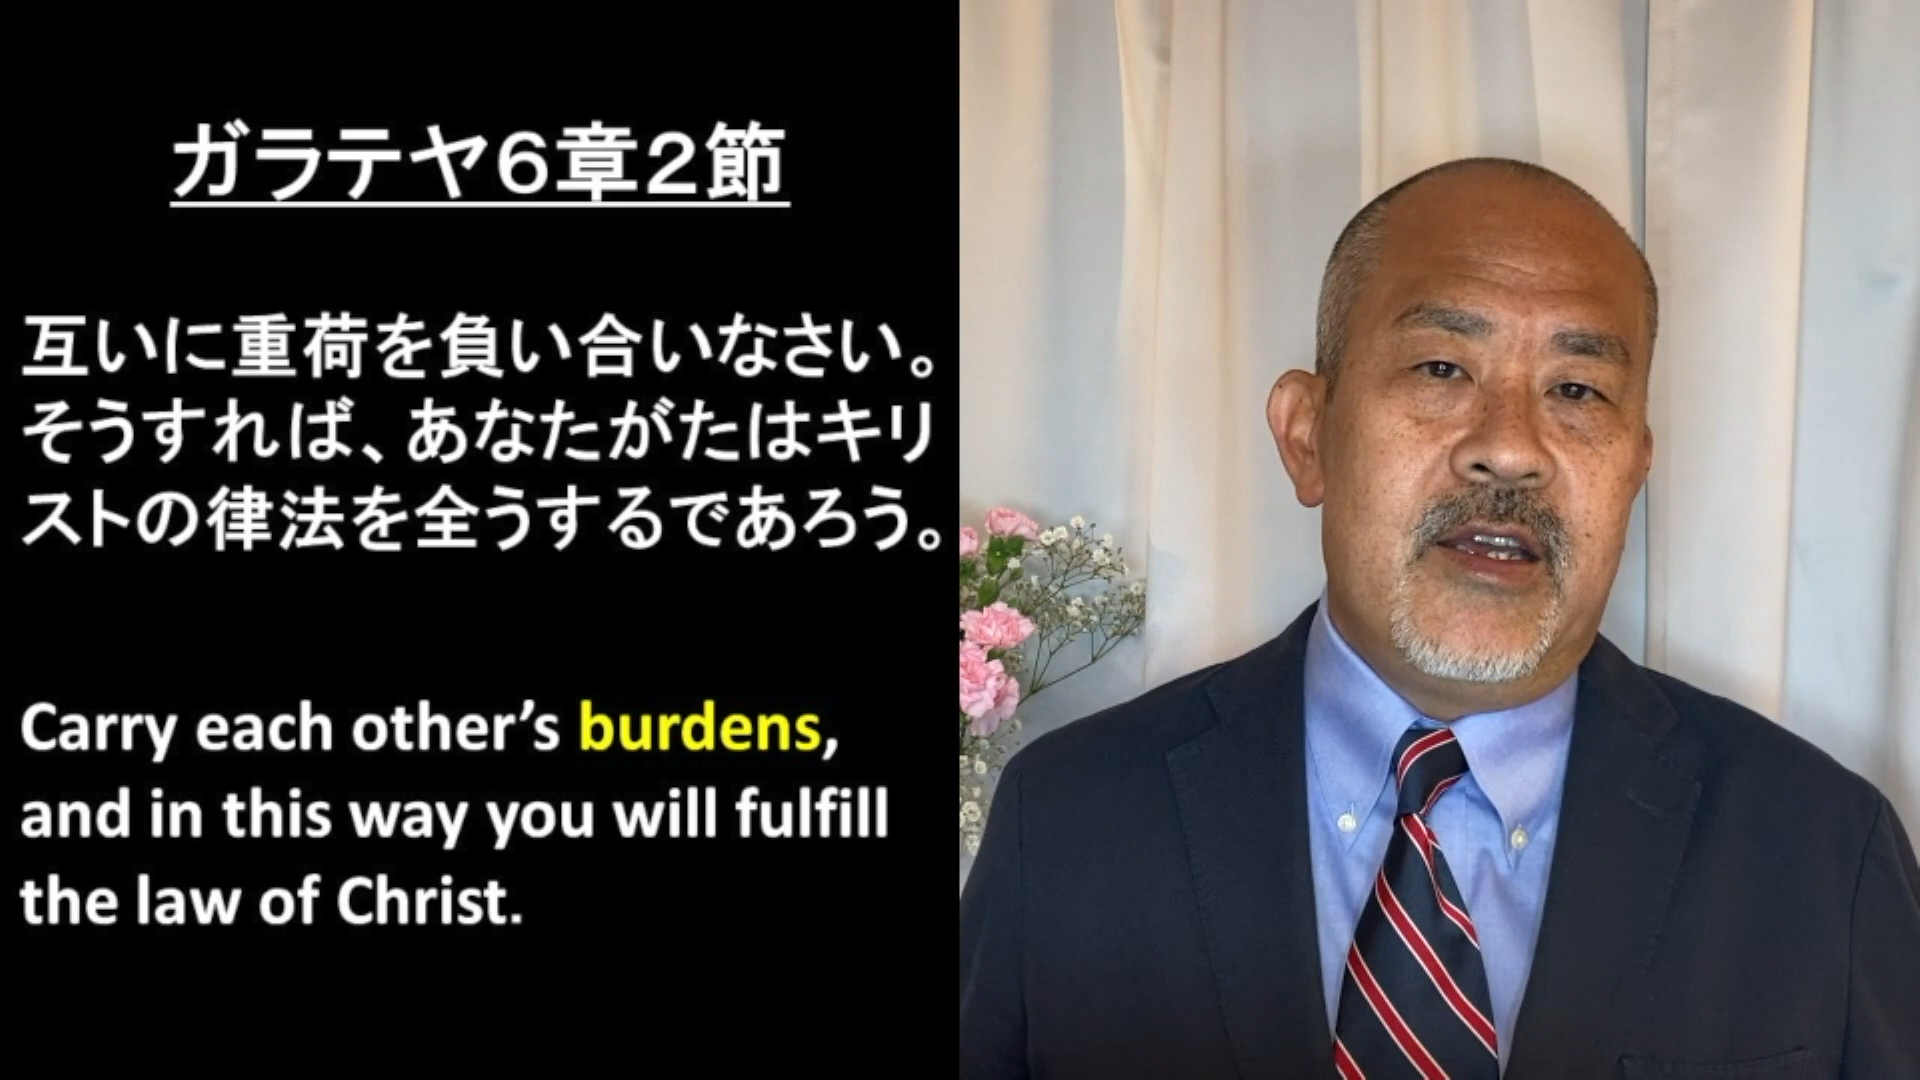 ガラテヤ６章２節
互いに重荷を負い合いなさい。
そうすれば、あなたがたはキリ
ストの律法を全うするであろう。
Carry each other’s burdens,
and in this way you will fulfill
the law of Christ.